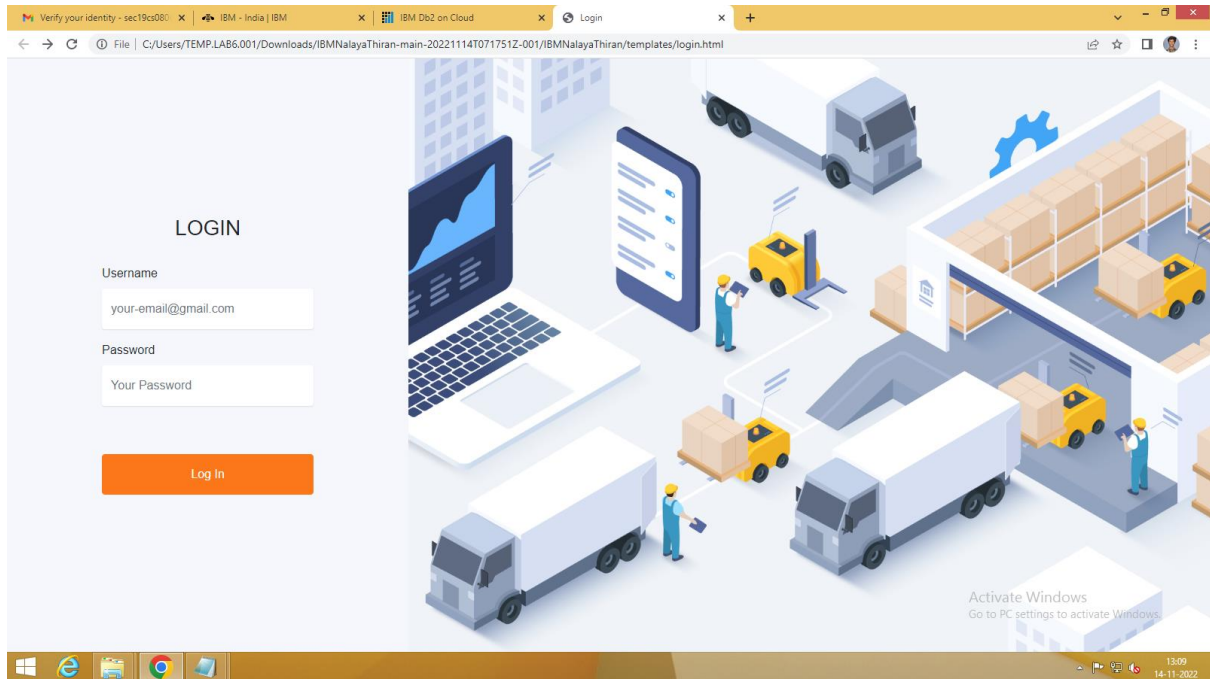 Verify your identity - sec19cs080
IBM - India | IBM
IBM Db2 on Cloud
Login
File | C:/Users/TEMP.LAB6.001/Downloads/IBMNalayaThiran-main-20221114T071751Z-001/IBMNalayaThiran/templates/login.html
LOGIN
Username
your-email@gmail.com
Password
Your Password
Log In
Activate Windows
Go to PC settings to activate Windows.
13:09
14-11-2022